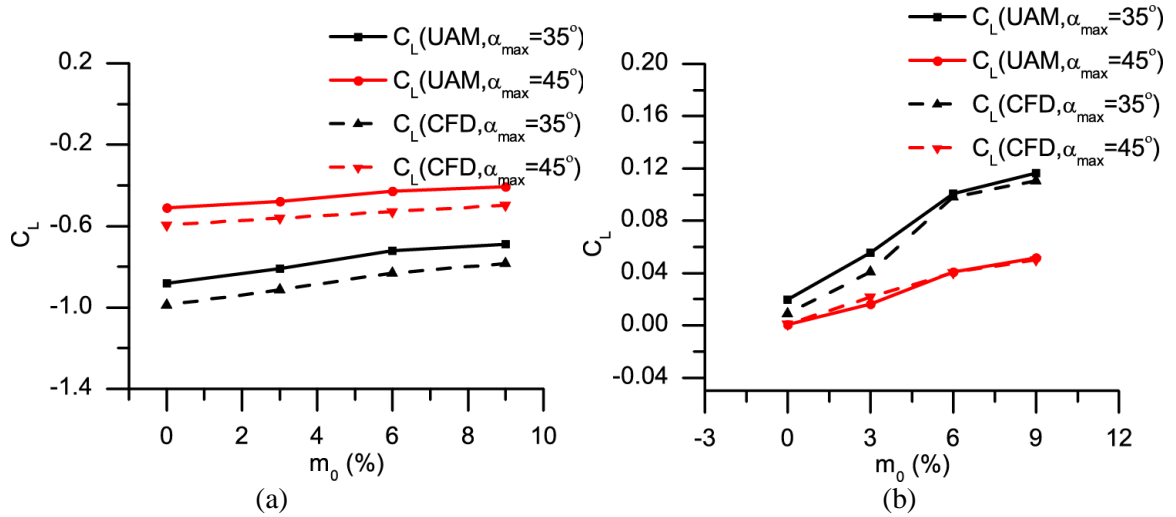 C_L(UAM,α_max=35°)
C_L(UAM,α_max=45°)
C_L(CFD,α_max=35°)
C_L(CFD,α_max=45°)
0.2
-0.2
-0.6
-1.0
-1.4
C_L
0 2 4 6 8 10
m_0 (%)
(a)
C_L(UAM,α_max=35°)
C_L(UAM,α_max=45°)
C_L(CFD,α_max=35°)
C_L(CFD,α_max=45°)
0.20
0.16
0.12
0.08
0.04
0.00
-0.04
C_L
-3 0 3 6 9 12
m_0 (%)
(b)